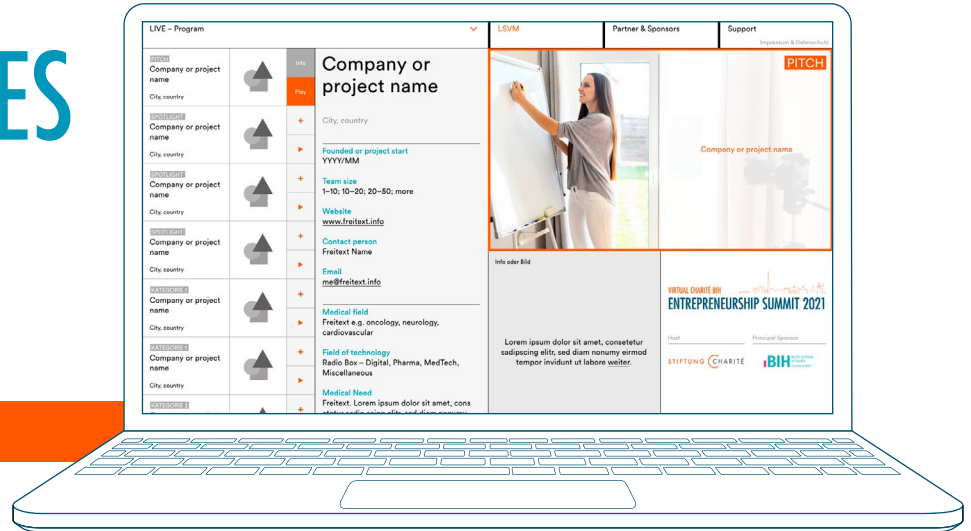 ES
LIVE – Program
LSVM
Partner & Sponsors
Support
Impressum & Datenschutz
PITCH
Company or project
name
City, country
SPOTLIGHT
Company or project
name
City, country
SPOTLIGHT
Company or project
name
City, country
SPOTLIGHT
Company or project
name
City, country
KATEGORIE 1
Company or project
name
City, country
KATEGORIE 1
Company or project
name
City, country
KATEGORIE 2
Info
Play
Company or
project name
City, country
Founded or project start
YYYY/MM
Team size
1–10; 10–20; 20–50; more
Website
www.freitext.info
Contact person
Freitext Name
Email
me@freitext.info
Medical field
Freitext e.g. oncology, neurology,
cardiovascular
Field of technology
Radio Box – Digital, Pharma, MedTech,
Miscellaneous
Medical Need
Freitext. Lorem ipsum dolor sit amet, cons
PITCH
Company or project name
Info oder Bild
Lorem ipsum dolor sit amet, consetetur
sadipscing elitr, sed diam nonumy eirmod
tempor invidunt ut labore weiter.
VIRTUAL CHARITÉ BIH
ENTREPRENEURSHIP SUMMIT 2021
Host
Principal Sponsor
STIFTUNG CHARITÉ
BIH